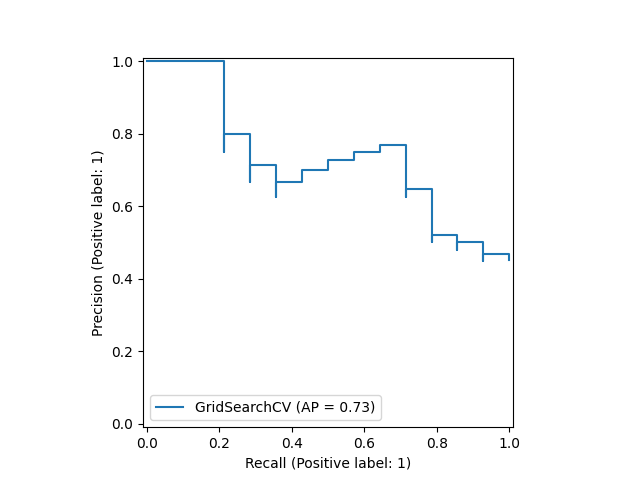 Precision (Positive label: 1)
1.0
0.8
0.6
0.4
0.2
0.0
GridSearchCV (AP = 0.73)
0.0 0.2 0.4 0.6 0.8 1.0
Recall (Positive label: 1)